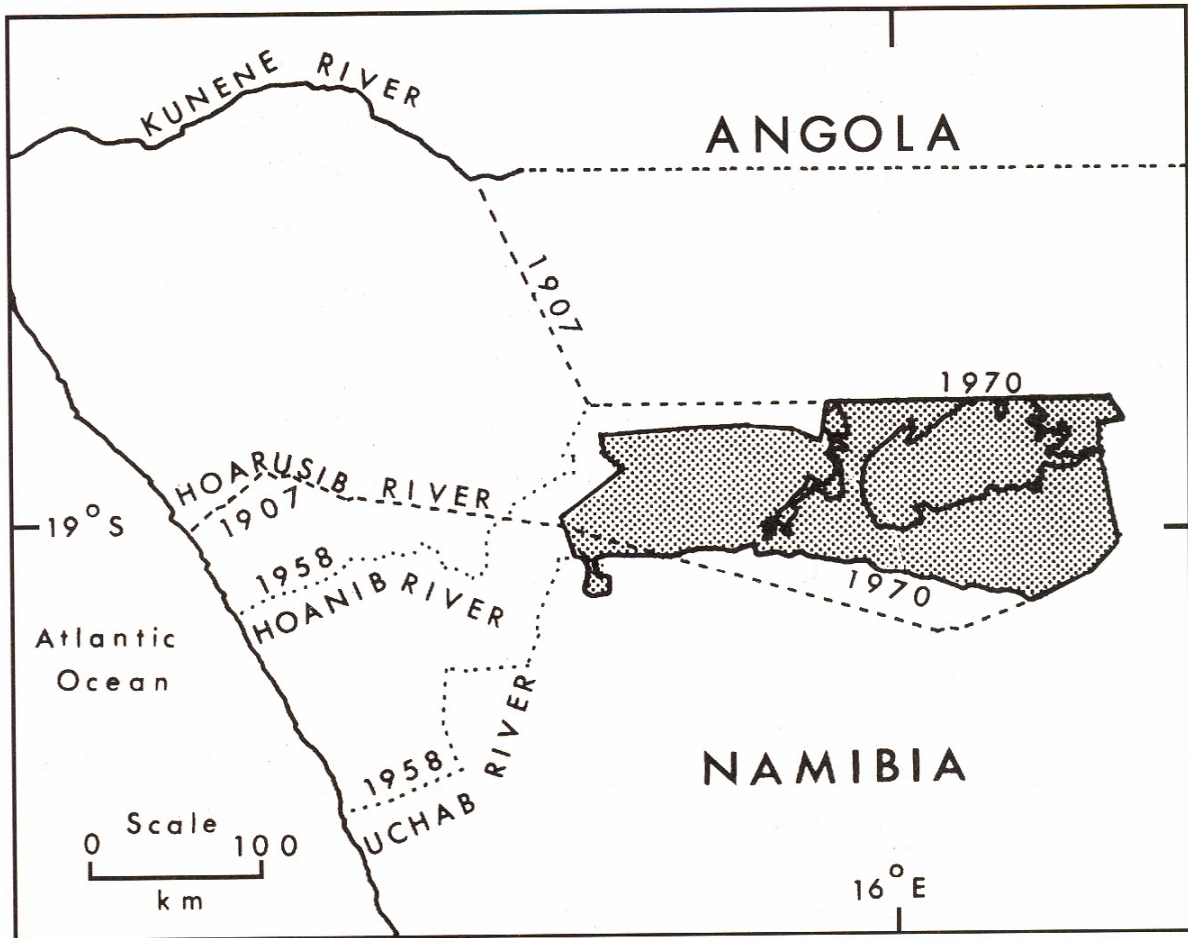 KUNENE RIVER
ANGOLA
1907
1970
HOARUSIB RIVER
1907
19°S
1958
HOANIB RIVER
1970
Atlantic
Ocean
1958
UCHAB RIVER
NAMIBIA
Scale
0 100
km
16°E